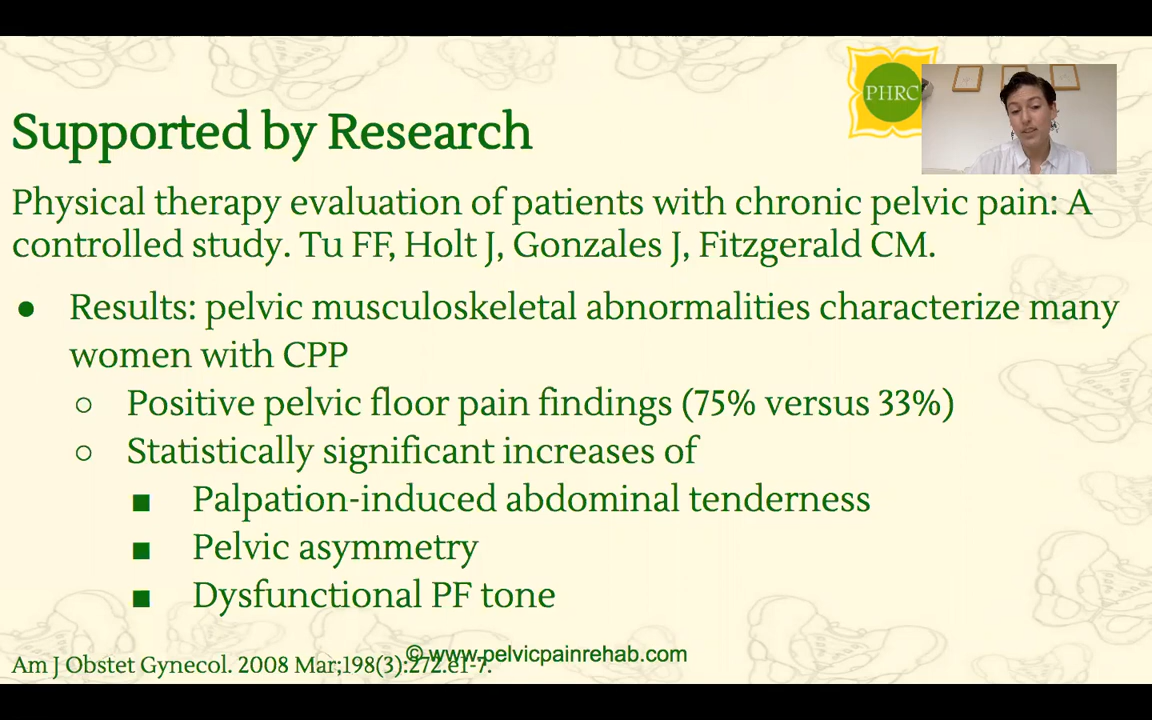 PHRC
Supported by Research
Physical therapy evaluation of patients with chronic pelvic pain: A
controlled study. Tu FF, Holt J, Gonzales J, Fitzgerald CM.
● Results: pelvic musculoskeletal abnormalities characterize many
women with CPP
○ Positive pelvic floor pain findings (75% versus 33%)
○ Statistically significant increases of
■ Palpation-induced abdominal tenderness
■ Pelvic asymmetry
■ Dysfunctional PF tone
©www.pelvicpainrehab.com
Am J Obstet Gynecol. 2008 Mar;198(3):272.e1-7.